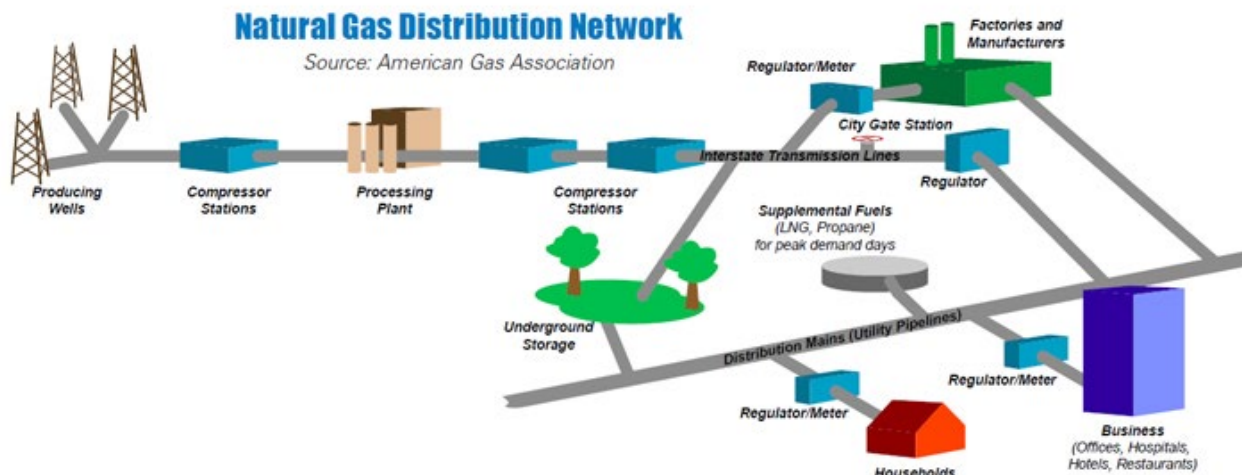 Natural Gas Distribution Network
Source: American Gas Association
Factories and
Manufacturers
Regulator/Meter
City Gate Station
Interstate Transmission Lines
Regulator
Producing
Wells
Compressor
Stations
Processing
Plant
Compressor
Stations
Supplemental Fuels
(LNG, Propane)
for peak demand days
Underground
Storage
Distribution Mains (Utility Pipelines)
Regulator/Meter
Regulator/Meter
Business
(Offices, Hospitals,
Hotels, Restaurants)
Households